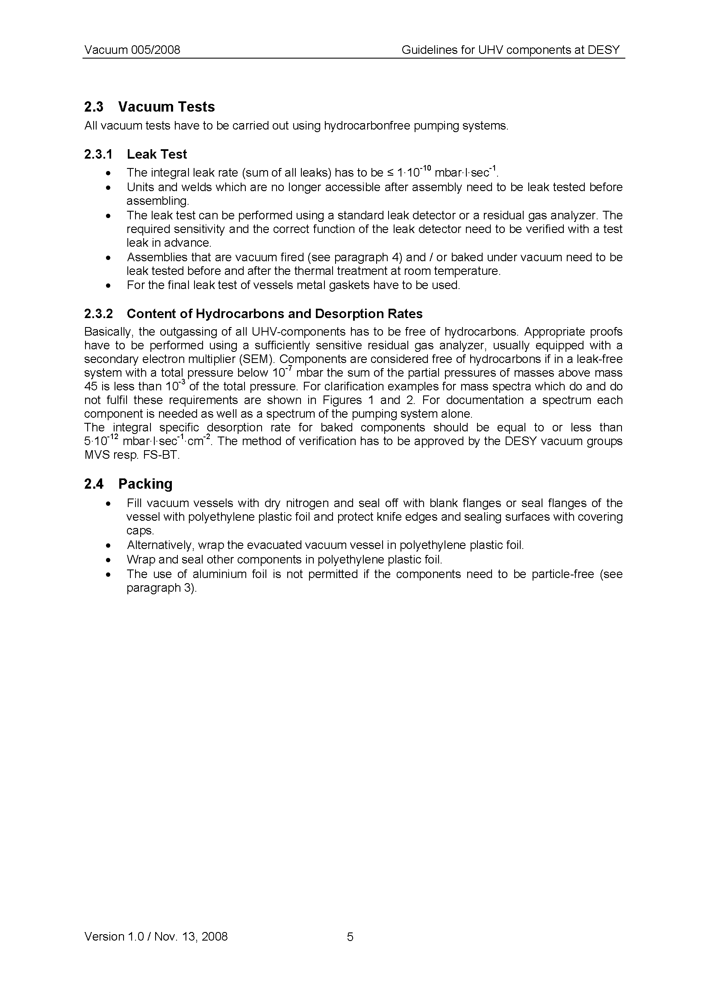 Vacuum 005/2008 Guidelines for UHV components at DESY
2.3 Vacuum Tests
All vacuum tests have to be carried out using hydrocarbonfree pumping systems.
2.3.1 Leak Test
• The integral leak rate (sum of all leaks) has to be ≤ 1·10⁻¹⁰ mbar·l·sec⁻¹.
• Units and welds which are no longer accessible after assembly need to be leak tested before
assembling.
• The leak test can be performed using a standard leak detector or a residual gas analyzer. The
required sensitivity and the correct function of the leak detector need to be verified with a test
leak in advance.
• Assemblies that are vacuum fired (see paragraph 4) and / or baked under vacuum need to be
leak tested before and after the thermal treatment at room temperature.
• For the final leak test of vessels metal gaskets have to be used.
2.3.2 Content of Hydrocarbons and Desorption Rates
Basically, the outgassing of all UHV-components has to be free of hydrocarbons. Appropriate proofs
have to be performed using a sufficiently sensitive residual gas analyzer, usually equipped with a
secondary electron multiplier (SEM). Components are considered free of hydrocarbons if in a leak-free
system with a total pressure below 10⁻⁷ mbar the sum of the partial pressures of masses above mass
45 is less than 10⁻³ of the total pressure. For clarification examples for mass spectra which do and do
not fulfil these requirements are shown in Figures 1 and 2. For documentation a spectrum each
component is needed as well as a spectrum of the pumping system alone.
The integral specific desorption rate for baked components should be equal to or less than
5·10⁻¹² mbar·l·sec⁻¹·cm⁻². The method of verification has to be approved by the DESY vacuum groups
MVS resp. FS-BT.
2.4 Packing
• Fill vacuum vessels with dry nitrogen and seal off with blank flanges or seal flanges of the
vessel with polyethylene plastic foil and protect knife edges and sealing surfaces with covering
caps.
• Alternatively, wrap the evacuated vacuum vessel in polyethylene plastic foil.
• Wrap and seal other components in polyethylene plastic foil.
• The use of aluminium foil is not permitted if the components need to be particle-free (see
paragraph 3).
Version 1.0 / Nov. 13, 2008 5